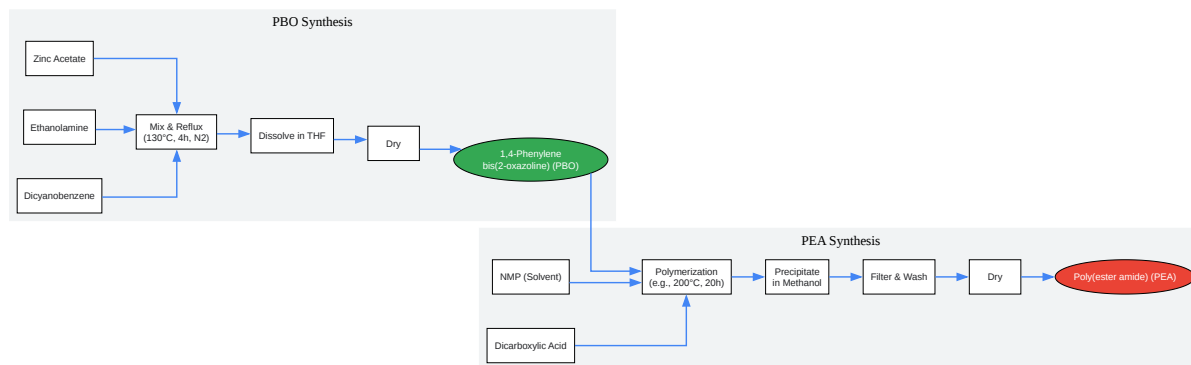 PBO Synthesis
Zinc Acetate
Ethanolamine
Dicyanobenzene
Mix & Reflux
(130°C, 4h, N2)
Dissolve in THF
Dry
1,4-Phenylene
bis(2-oxazoline) (PBO)
PEA Synthesis
NMP (Solvent)
Dicarboxylic Acid
Polymerization
(e.g., 200°C, 20h)
Precipitate
in Methanol
Filter & Wash
Dry
Poly(ester amide) (PEA)